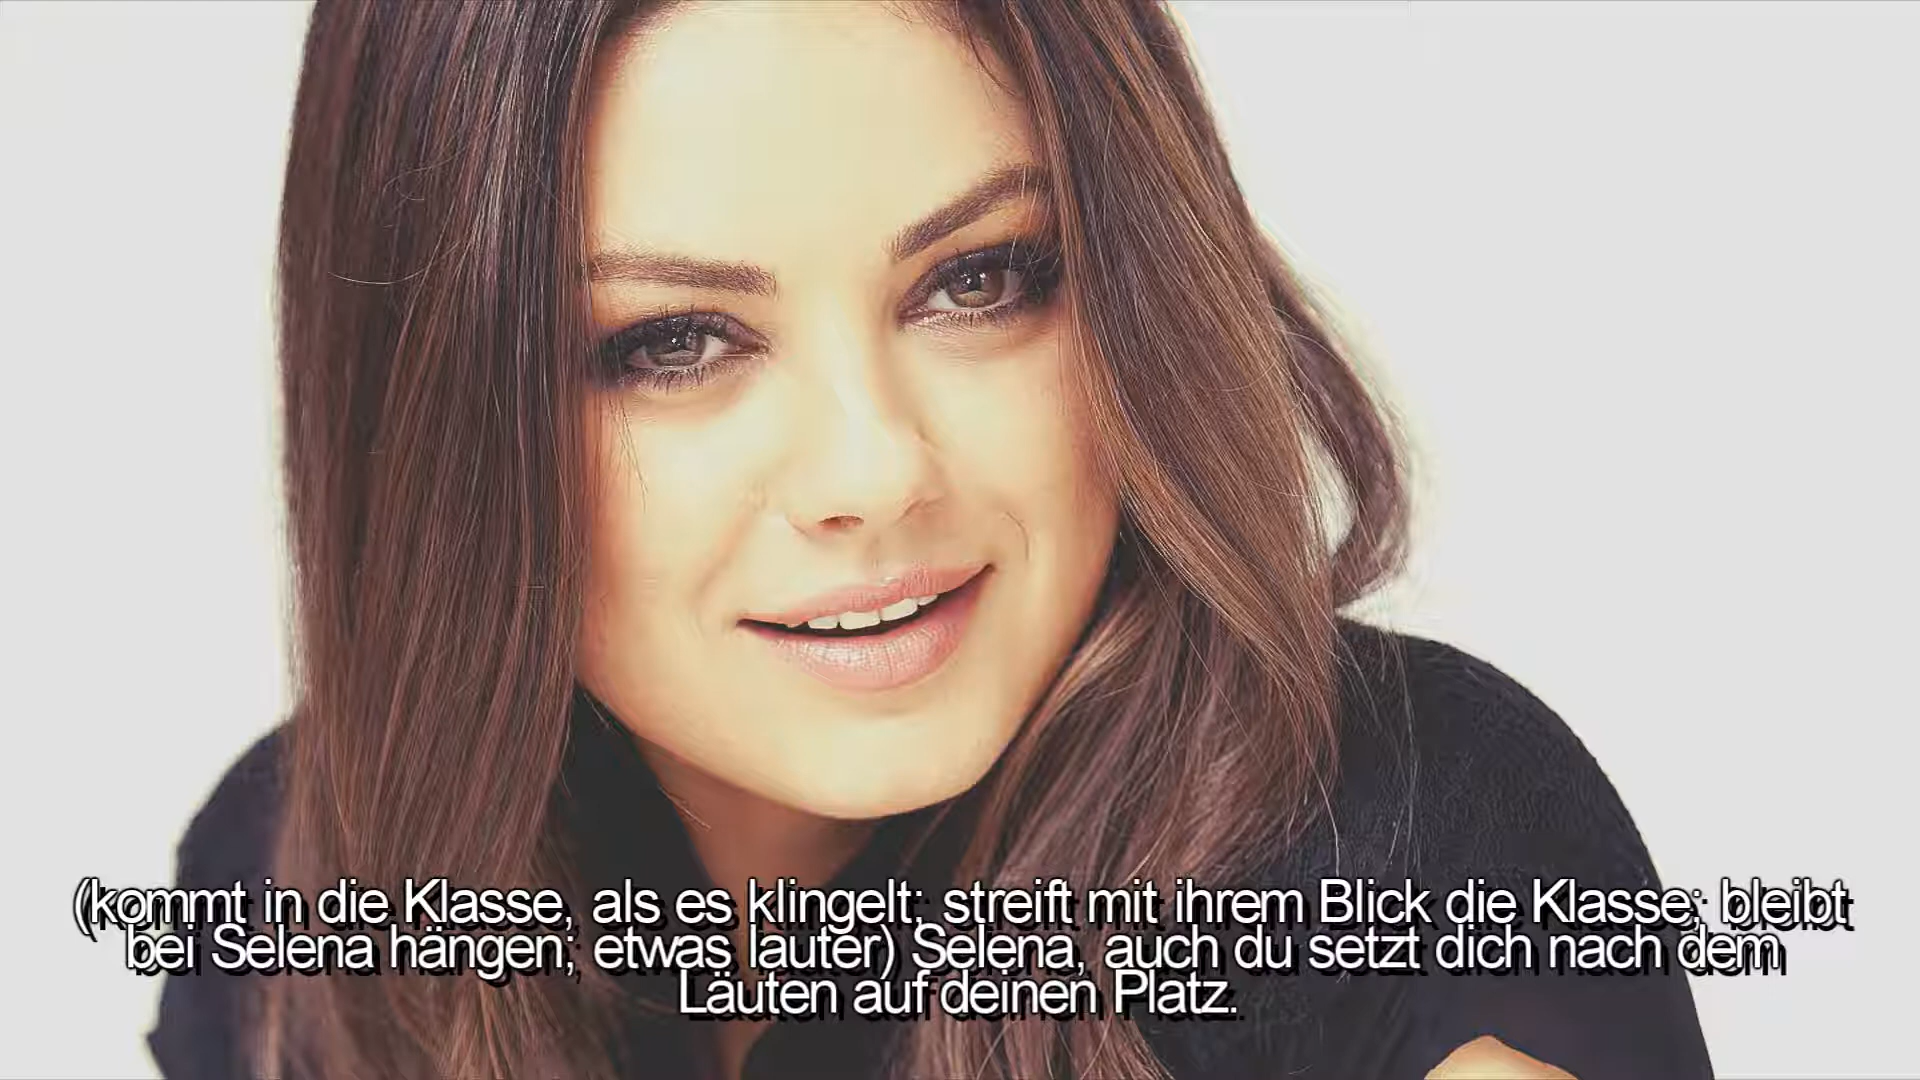 (kommt in die Klasse, als es klingelt; streift mit ihrem Blick die Klasse; bleibt
bei Selena hängen; etwas lauter) Selena, auch du setzt dich nach dem
Läuten auf deinen Platz.